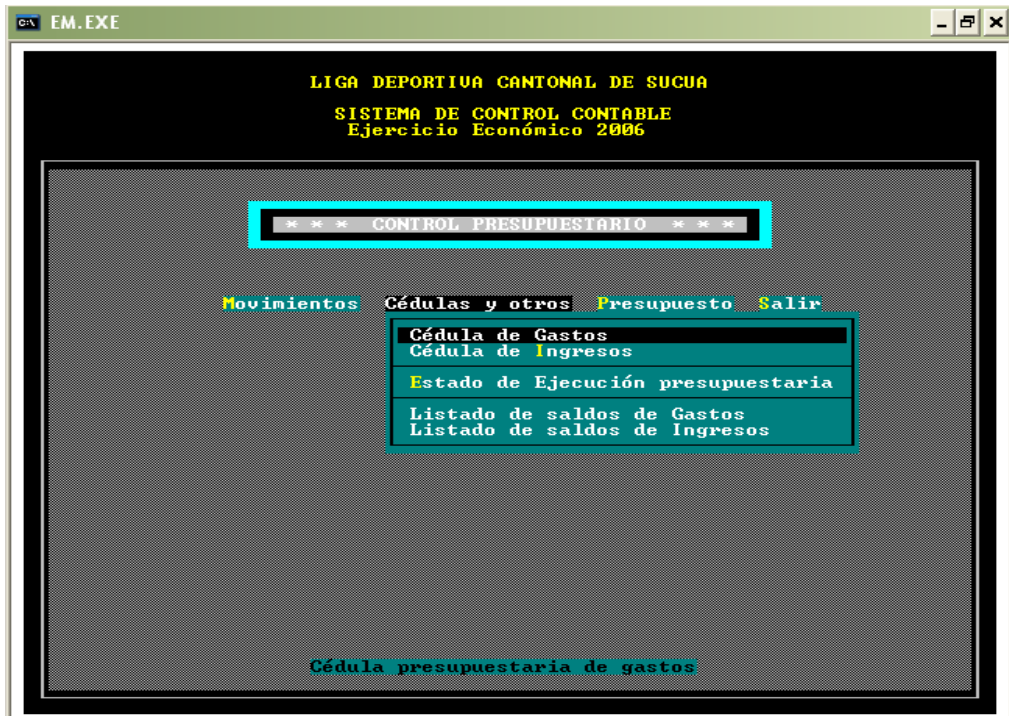 EM.EXE
LIGA DEPORTIVA CANTONAL DE SUCUA
SISTEMA DE CONTROL CONTABLE
Ejercicio Económico 2006
* * * CONTROL PRESUPUESTARIO * * *
Movimientos Cédulas y otros Presupuesto Salir
Cédula de Gastos
Cédula de Ingresos
Estado de Ejecución presupuestaria
Listado de saldos de Gastos
Listado de saldos de Ingresos
Cédula presupuestaria de gastos